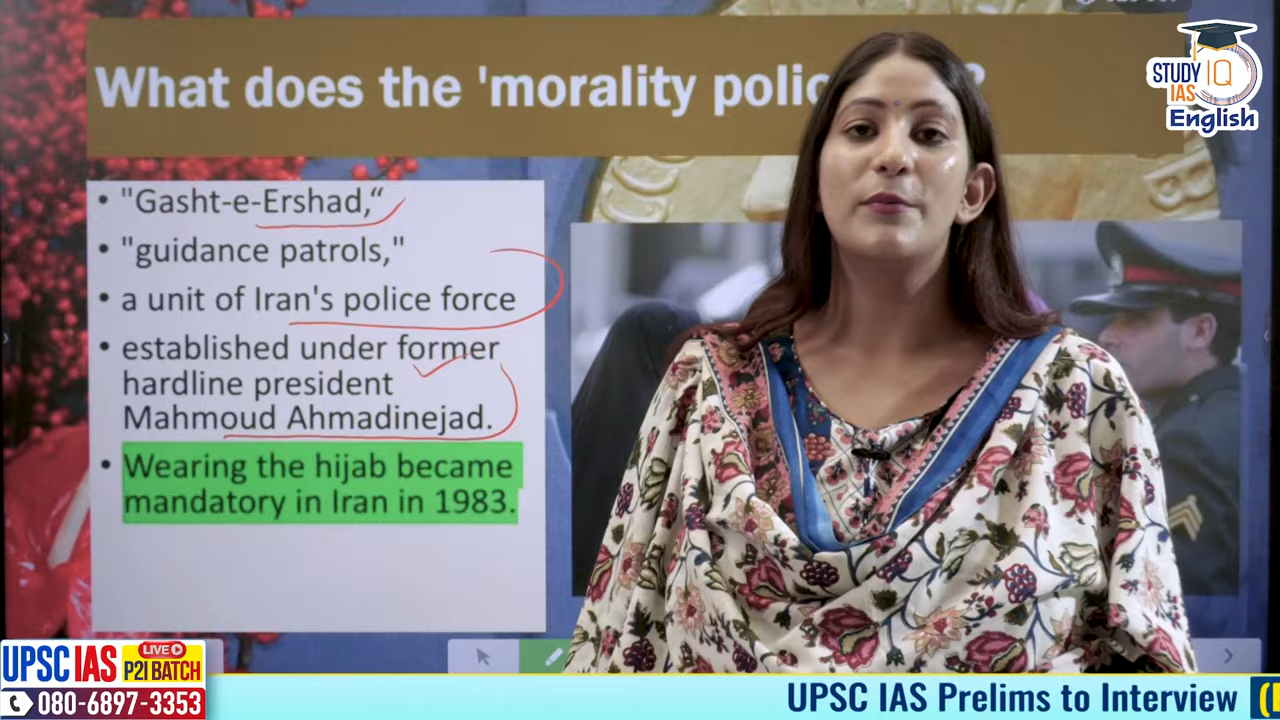 What does the 'morality polic ?
STUDY IQ
IAS
English
• "Gasht-e-Ershad,“
• "guidance patrols,"
• a unit of Iran's police force
• established under former
hardline president
Mahmoud Ahmadinejad.
• Wearing the hijab became
mandatory in Iran in 1983.
UPSC IAS
LIVE
P2I BATCH
080-6897-3353
UPSC IAS Prelims to Interview (